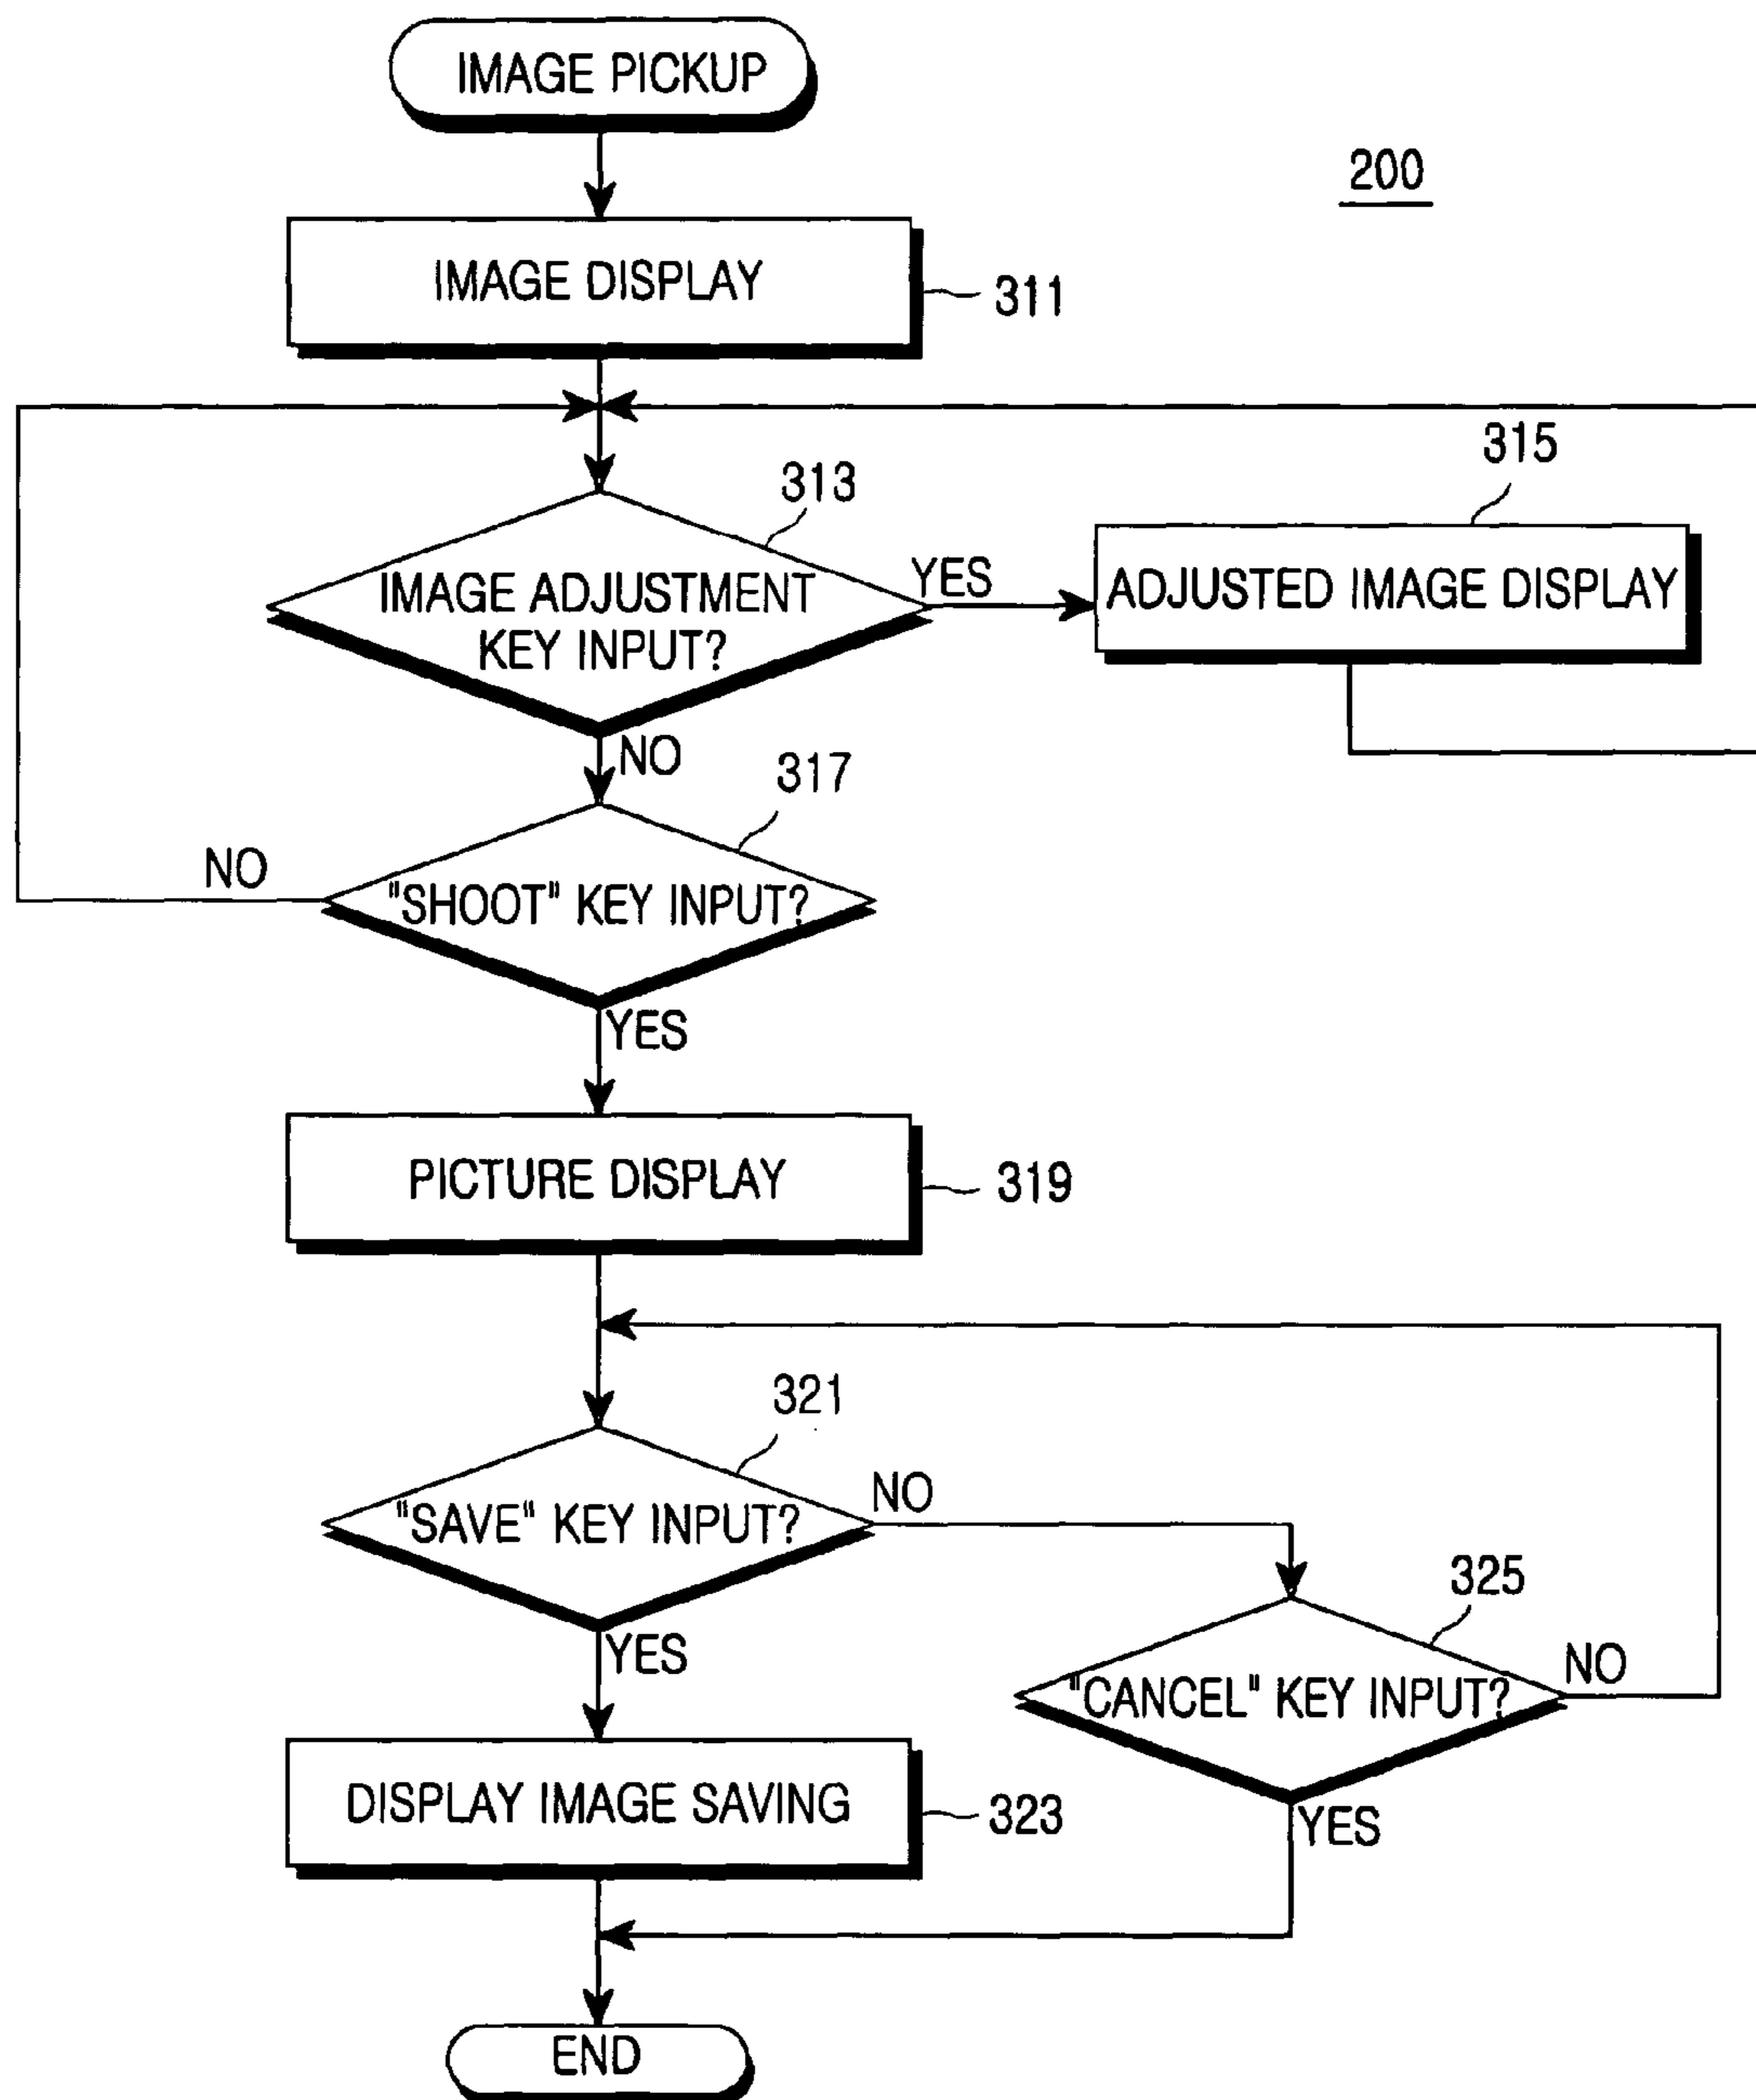 IMAGE PICKUP
200
IMAGE DISPLAY
311
315
313
IMAGE ADJUSTMENT
KEY INPUT?
YES
ADJUSTED IMAGE DISPLAY
NO
317
NO
"SHOOT" KEY INPUT?
YES
PICTURE DISPLAY
319
321
"SAVE" KEY INPUT?
NO
325
YES
"CANCEL" KEY INPUT?
NO
DISPLAY IMAGE SAVING
323
YES
END